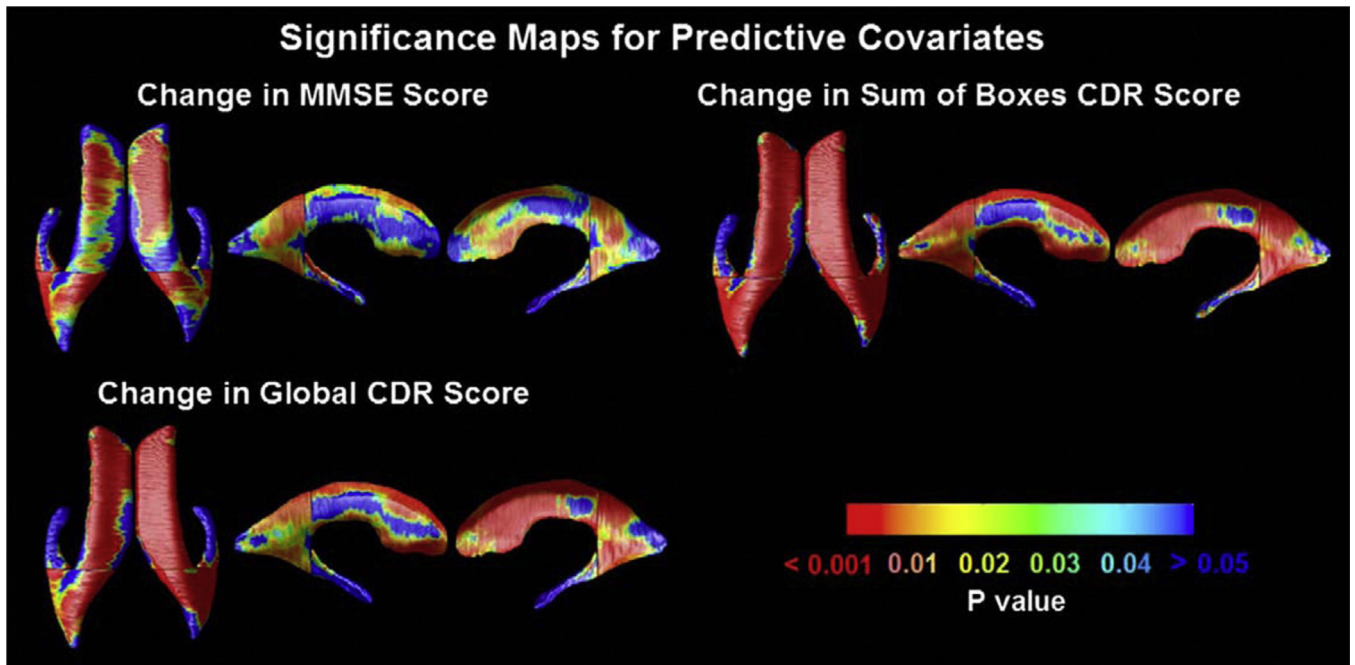 Significance Maps for Predictive Covariates
Change in MMSE Score
Change in Sum of Boxes CDR Score
Change in Global CDR Score
< 0.001 0.01 0.02 0.03 0.04 > 0.05
P value